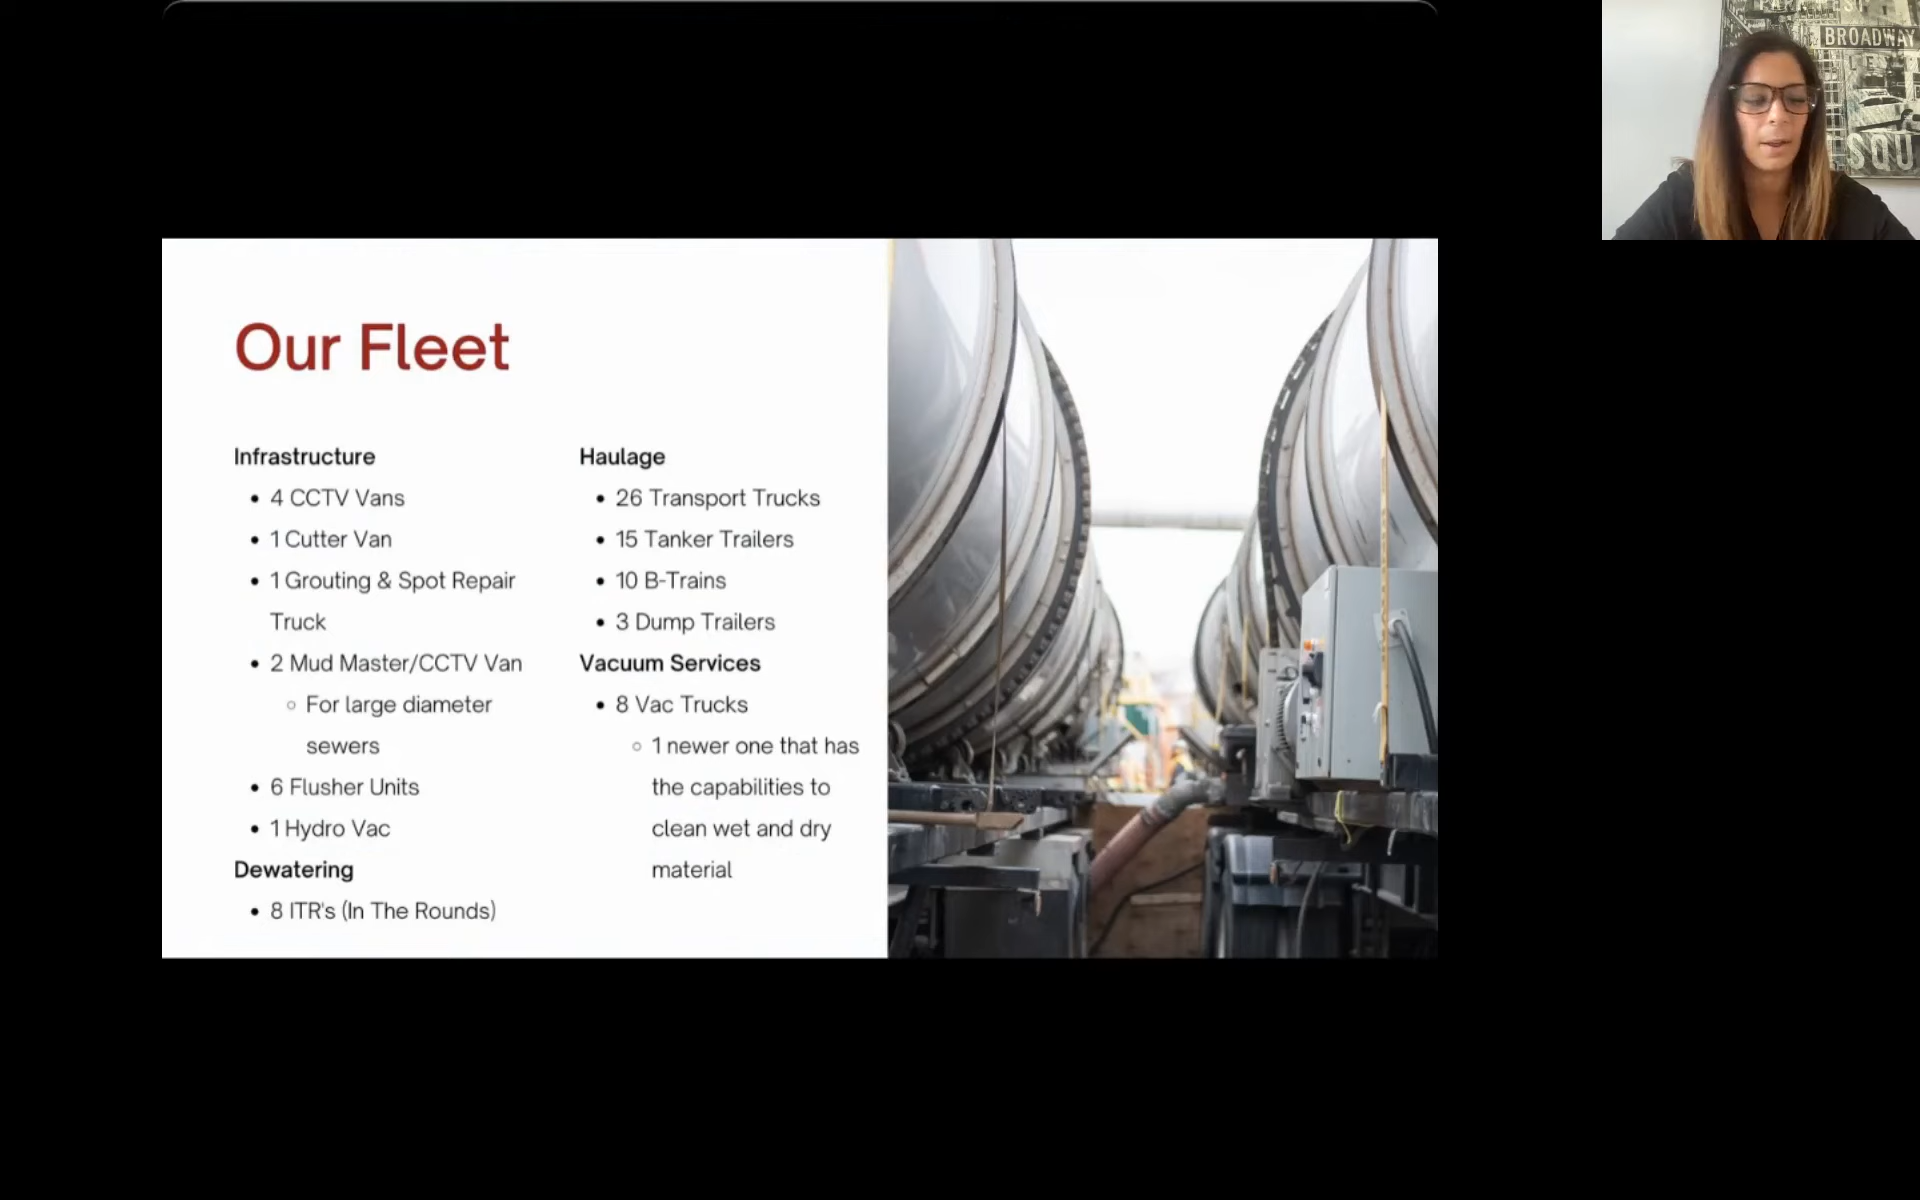 Our Fleet
Infrastructure
• 4 CCTV Vans
• 1 Cutter Van
• 1 Grouting & Spot Repair
Truck
• 2 Mud Master/CCTV Van
○ For large diameter
sewers
• 6 Flusher Units
• 1 Hydro Vac
Dewatering
• 8 ITR's (In The Rounds)
Haulage
• 26 Transport Trucks
• 15 Tanker Trailers
• 10 B-Trains
• 3 Dump Trailers
Vacuum Services
• 8 Vac Trucks
○ 1 newer one that has
the capabilities to
clean wet and dry
material
BROADWAY
SQU